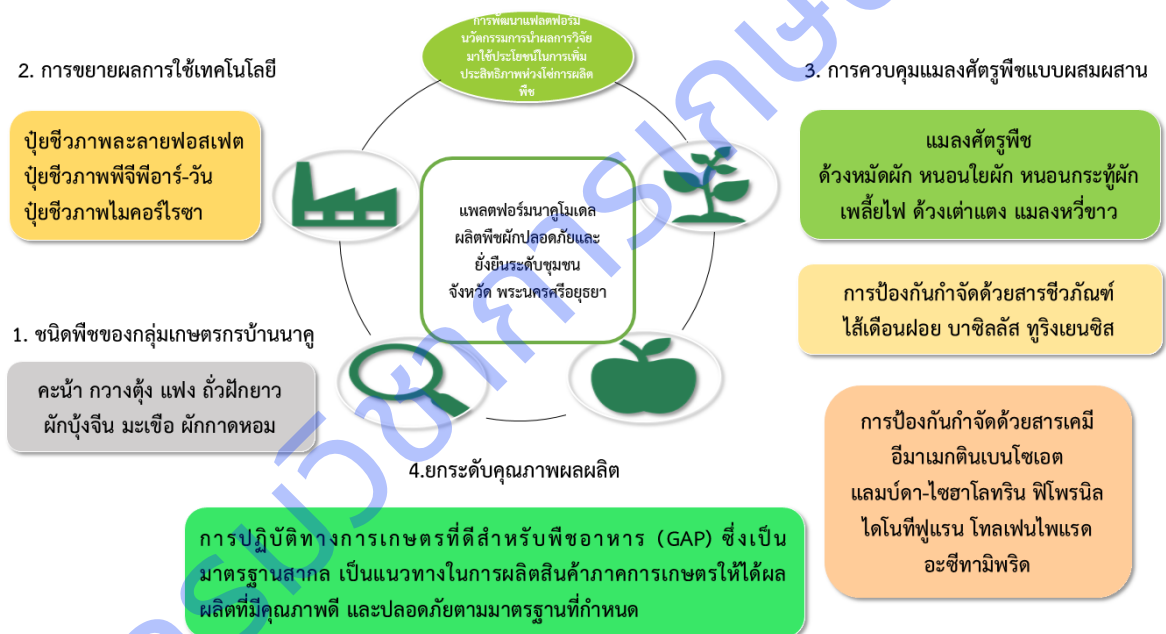 การพัฒนาแฟลตฟอร์ม
นวัตกรรมการนำผลการวิจัย
มาใช้ประโยชน์ในการเพิ่ม
ประสิทธิภาพห่วงโซ่การผลิต
พืช
2. การขยายผลการใช้เทคโนโลยี
ปุ๋ยชีวภาพละลายฟอสเฟต
ปุ๋ยชีวภาพพีจีพีอาร์-วัน
ปุ๋ยชีวภาพไมคอร์ไรซา
3. การควบคุมแมลงศัตรูพืชแบบผสมผสาน
แมลงศัตรูพืช
ด้วงหมัดผัก หนอนใยผัก หนอนกระทู้ผัก
เพลี้ยไฟ ด้วงเต่าแตง แมลงหวี่ขาว
แพลตฟอร์มนาคูโมเดล
ผลิตพืชผักปลอดภัยและ
ยั่งยืนระดับชุมชน
จังหวัด พระนครศรีอยุธยา
การป้องกันกำจัดด้วยสารชีวภัณฑ์
ไส้เดือนฝอย บาซิลลัส ทูริงเยนซิส
1. ชนิดพืชของกลุ่มเกษตรกรบ้านนาคู
คะน้า กวางตุ้ง แฟง ถั่วฝักยาว
ผักบุ้งจีน มะเขือ ผักกาดหอม
การป้องกันกำจัดด้วยสารเคมี
อีมาเมกตินเบนโซเอต
แลมบ์ดา-ไซฮาโลทริน ฟิโพรนิล
ไดโนทีฟูแรน โทลเฟนไพแรด
อะซีทามิพริด
4.ยกระดับคุณภาพผลผลิต
การปฏิบัติทางการเกษตรที่ดีสำหรับพืชอาหาร (GAP) ซึ่งเป็น
มาตรฐานสากล เป็นแนวทางในการผลิตสินค้าภาคการเกษตรให้ได้ผล
ผลิตที่มีคุณภาพดี และปลอดภัยตามมาตรฐานที่กำหนด
กรมวิชาการเกษ